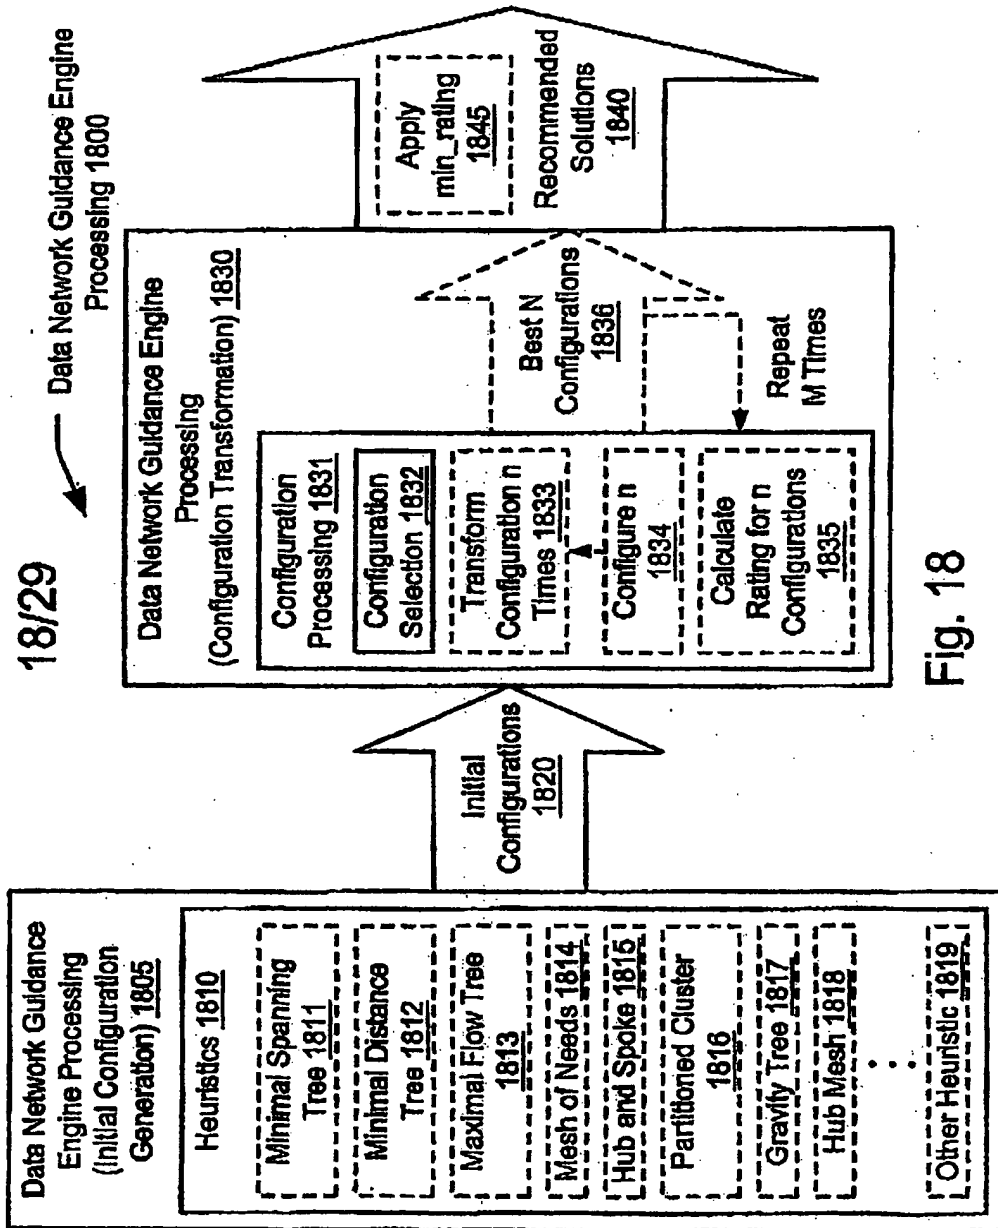 18/29
Data Network Guidance Engine
Processing 1800
Data Network Guidance
Engine Processing
(Initial Configuration
Generation) 1805
Heuristics 1810
Minimal Spanning
Tree 1811
Minimal Distance
Tree 1812
Maximal Flow Tree
1813
Mesh of Needs 1814
Hub and Spoke 1815
Partitioned Cluster
1816
Gravity Tree 1817
Hub Mesh 1818
Other Heuristic 1819
Initial
Configurations
1820
Data Network Guidance Engine
Processing
(Configuration Transformation) 1830
Configuration
Processing 1831
Configuration
Selection 1832
Transform
Configuration n
Times 1833
Configure n
1834
Calculate
Rating for n
Configurations
1835
Best N
Configurations
1836
Repeat
M Times
Apply
min_rating
1845
Recommended
Solutions
1840
Fig. 18